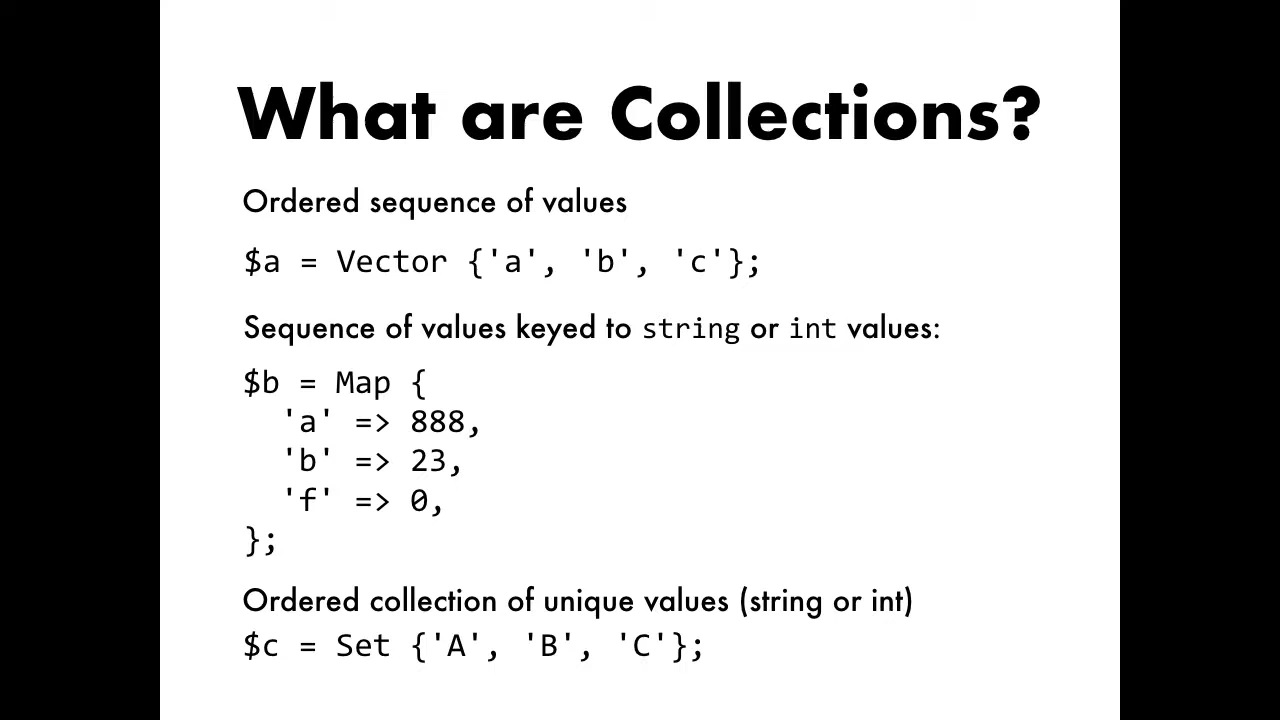 What are Collections?
Ordered sequence of values
$a = Vector {'a', 'b', 'c'};
Sequence of values keyed to string or int values:
$b = Map {
  'a' => 888,
  'b' => 23,
  'f' => 0,
};
Ordered collection of unique values (string or int)
$c = Set {'A', 'B', 'C'};